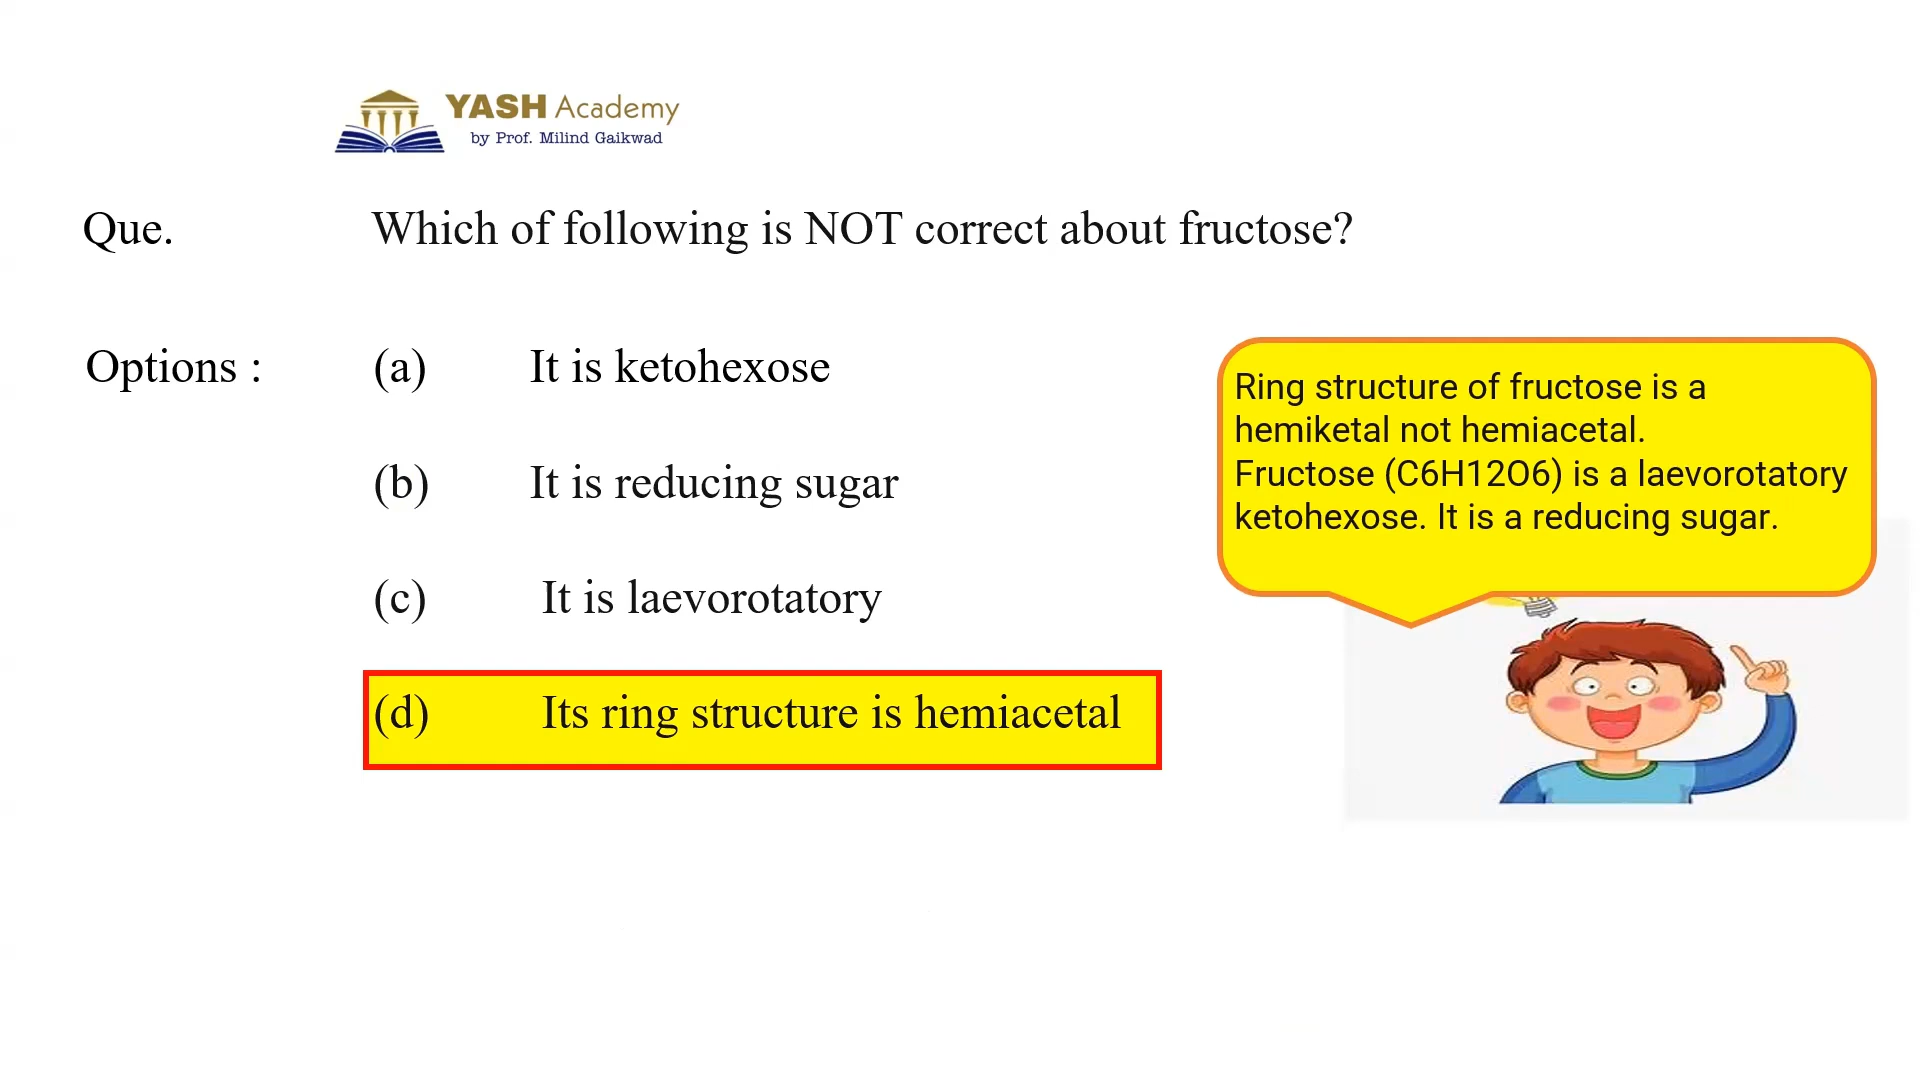 YASH Academy
by Prof. Milind Gaikwad
Que. Which of following is NOT correct about fructose?
Options : (a) It is ketohexose
(b) It is reducing sugar
(c) It is laevorotatory
(d) Its ring structure is hemiacetal
Ring structure of fructose is a
hemiketal not hemiacetal.
Fructose (C6H12O6) is a laevorotatory
ketohexose. It is a reducing sugar.